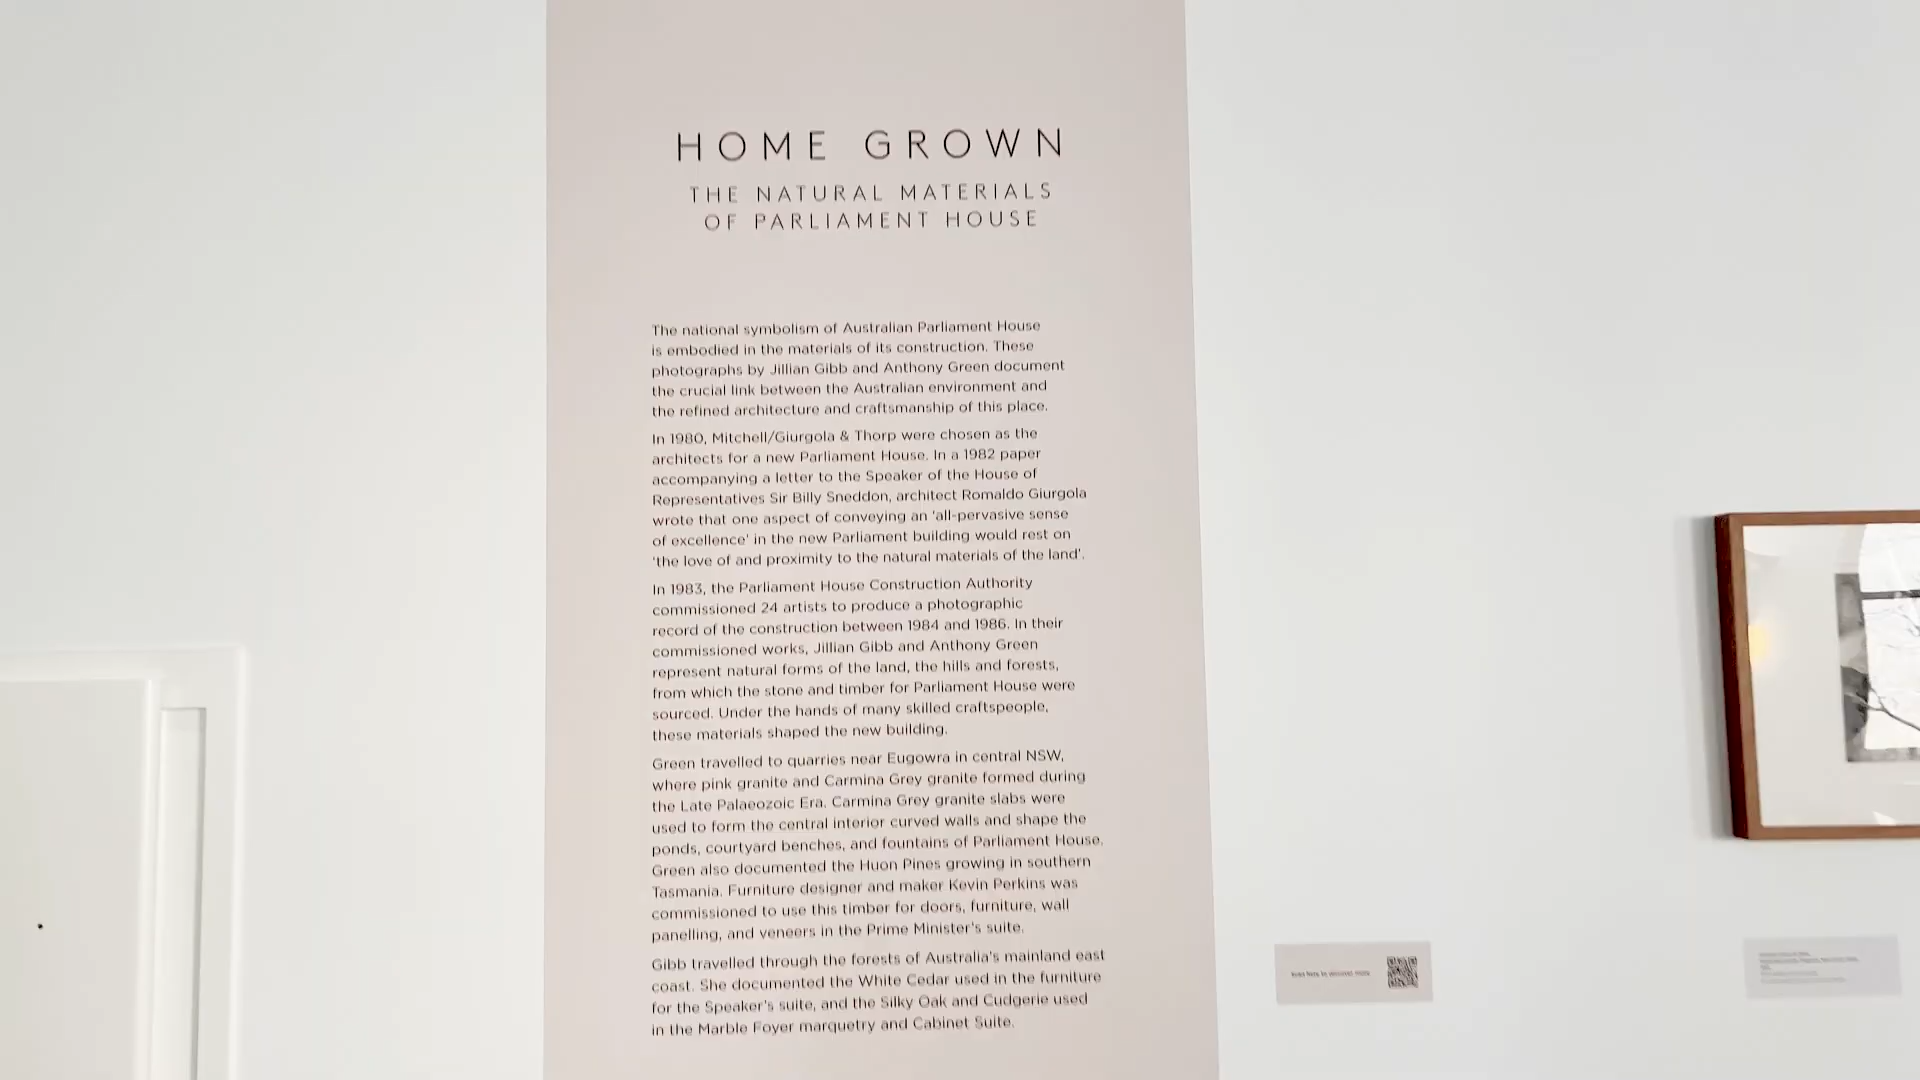 HOME GROWN
THE NATURAL MATERIALS
OF PARLIAMENT HOUSE
The national symbolism of Australian Parliament House
is embodied in the materials of its construction. These
photographs by Jillian Gibb and Anthony Green document
the crucial link between the Australian environment and
the refined architecture and craftsmanship of this place.
In 1980, Mitchell/Giurgola & Thorp were chosen as the
architects for a new Parliament House. In a 1982 paper
accompanying a letter to the Speaker of the House of
Representatives Sir Billy Sneddon, architect Romaldo Giurgola
wrote that one aspect of conveying an 'all-pervasive sense
of excellence' in the new Parliament building would rest on
'the love of and proximity to the natural materials of the land'.
In 1983, the Parliament House Construction Authority
commissioned 24 artists to produce a photographic
record of the construction between 1984 and 1986. In their
commissioned works, Jillian Gibb and Anthony Green
represent natural forms of the land, the hills and forests,
from which the stone and timber for Parliament House were
sourced. Under the hands of many skilled craftspeople,
these materials shaped the new building.
Green travelled to quarries near Eugowra in central NSW,
where pink granite and Carmina Grey granite formed during
the Late Palaeozoic Era. Carmina Grey granite slabs were
used to form the central interior curved walls and shape the
ponds, courtyard benches, and fountains of Parliament House.
Green also documented the Huon Pines growing in southern
Tasmania. Furniture designer and maker Kevin Perkins was
commissioned to use this timber for doors, furniture, wall
panelling, and veneers in the Prime Minister's suite.
Gibb travelled through the forests of Australia's mainland east
coast. She documented the White Cedar used in the furniture
for the Speaker's suite, and the Silky Oak and Cudgerie used
in the Marble Foyer marquetry and Cabinet Suite.